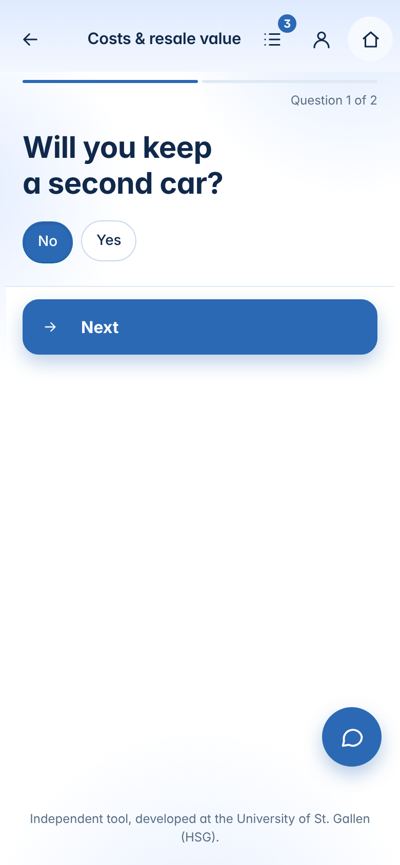 Costs & resale value
3
Question 1 of 2
Will you keep
a second car?
No
Yes
Next
Independent tool, developed at the University of St. Gallen
(HSG).